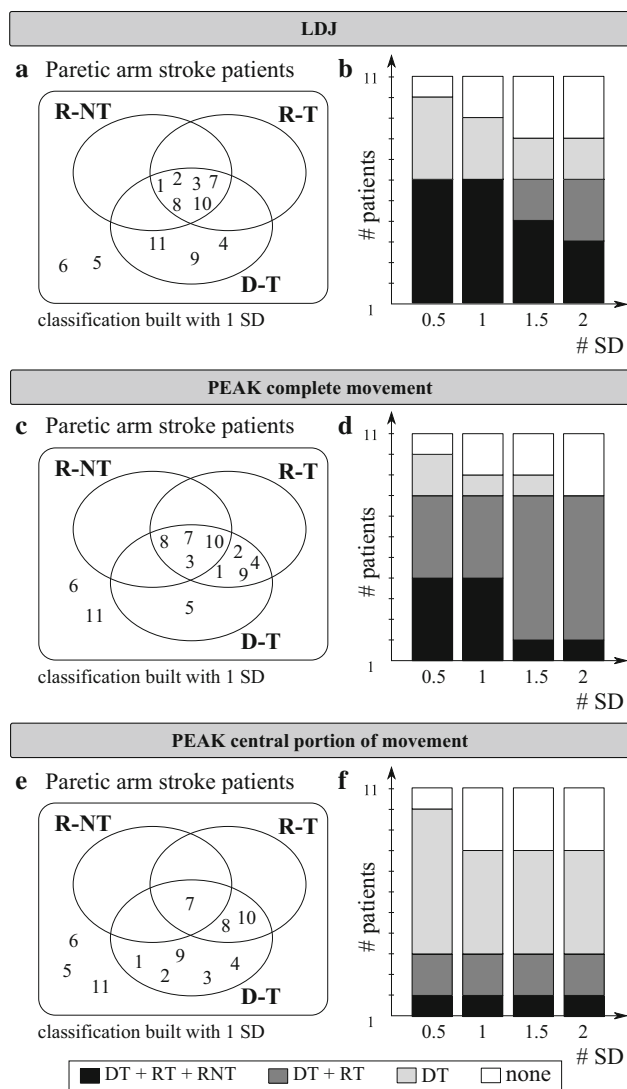 LDJ
a Paretic arm stroke patients
R-NT
R-T
1 2 3 7
8 10
11 4
9
6 5
D-T
classification built with 1 SD
b
11
# patients
1
0.5 1 1.5 2
# SD
PEAK complete movement
c Paretic arm stroke patients
R-NT
R-T
8 7 10
2
3 1 4
9
6
11
5
D-T
classification built with 1 SD
d
11
# patients
1
0.5 1 1.5 2
# SD
PEAK central portion of movement
e Paretic arm stroke patients
R-NT
R-T
7
8 10
6
5
11
1 9
2 3 4
D-T
classification built with 1 SD
f
11
# patients
1
0.5 1 1.5 2
# SD
DT + RT + RNT DT + RT DT none